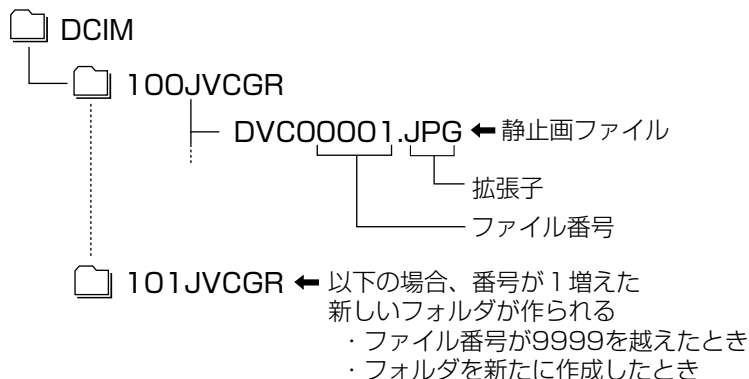 DCIM
100JVCGR
DVC00001.JPG ⬅ 静止画ファイル
拡張子
ファイル番号
101JVCGR ⬅ 以下の場合、番号が1増えた
新しいフォルダが作られる
・ファイル番号が9999を越えたとき
・フォルダを新たに作成したとき